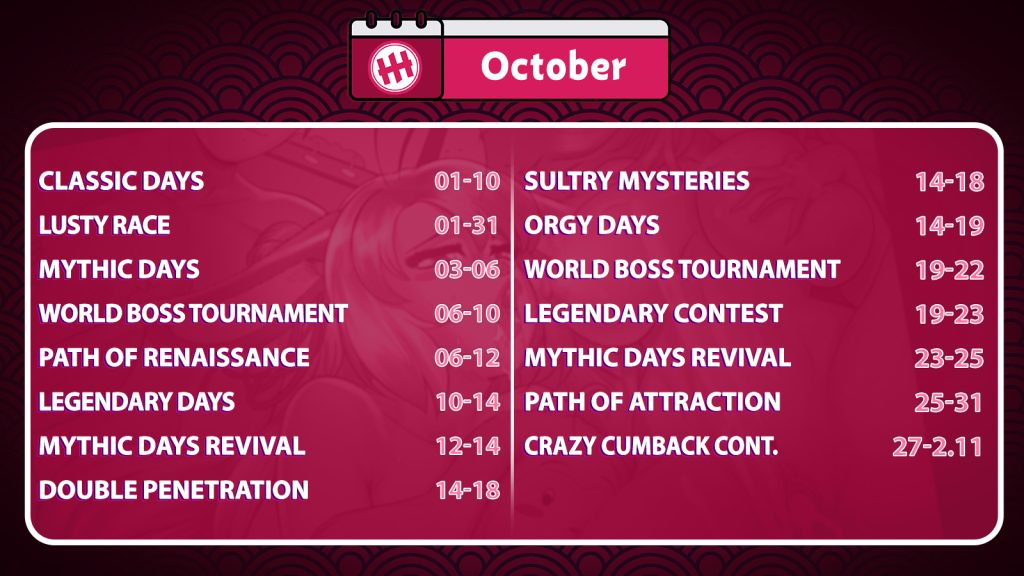 October
CLASSIC DAYS 01-10
LUSTY RACE 01-31
MYTHIC DAYS 03-06
WORLD BOSS TOURNAMENT 06-10
PATH OF RENAISSANCE 06-12
LEGENDARY DAYS 10-14
MYTHIC DAYS REVIVAL 12-14
DOUBLE PENETRATION 14-18
SULTRY MYSTERIES 14-18
ORGY DAYS 14-19
WORLD BOSS TOURNAMENT 19-22
LEGENDARY CONTEST 19-23
MYTHIC DAYS REVIVAL 23-25
PATH OF ATTRACTION 25-31
CRAZY CUMBACK CONT. 27-2.11